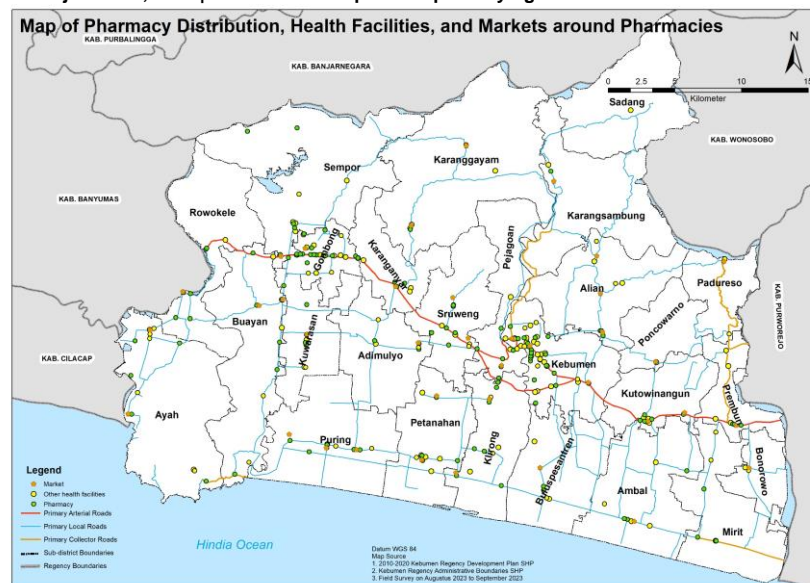 Map of Pharmacy Distribution, Health Facilities, and Markets around Pharmacies
KAB. PURBALINGGA
KAB. BANJARNEGARA
N
0 2.5 5 10 15
Kilometer
Sadang
KAB. WONOSOBO
Karanggayam
Sempor
KAB. BANYUMAS
Rowokele
Karangsambung
Gombong
Karanganyar
Pejagoan
Alian
Padureso
Buayan
Sruweng
Poncowarno
KAB. PURWOREJO
Kuwarasan
Adimulyo
Kebumen
KAB. CILACAP
Kutowinangun
Prembun
Ayah
Petanahan
Klirong
Puring
Buluspesantren
Bonorowo
Ambal
Mirit
Legend
Market
Other health facilities
Pharmacy
Primary Arterial Roads
Primary Local Roads
Primary Collector Roads
Sub-district Boundaries
Regency Boundaries
Hindia Ocean
Datum WGS 84
Map Source
1. 2010-2020 Kebumen Regency Development Plan SHP
2. Kebumen Regency Administrative Boundaries SHP
3. Field Survey on Augustus 2023 to September 2023